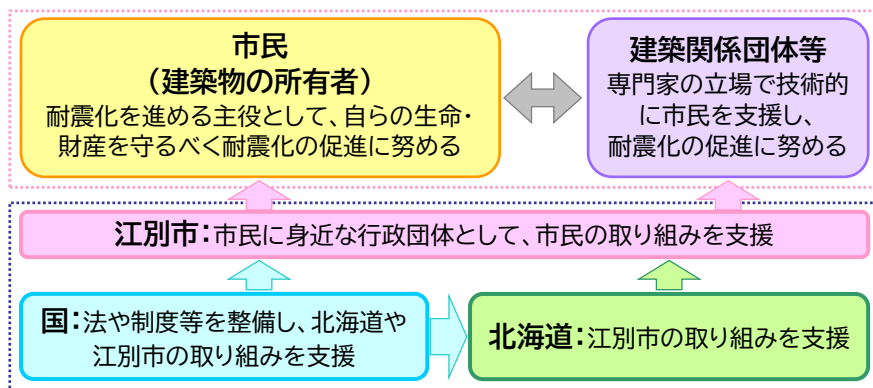 市民
（建築物の所有者）
耐震化を進める主役として、自らの生命・
財産を守るべく耐震化の促進に努める
建築関係団体等
専門家の立場で技術的
に市民を支援し、
耐震化の促進に努める
江別市：市民に身近な行政団体として、市民の取り組みを支援
国：法や制度等を整備し、北海道や
江別市の取り組みを支援
北海道：江別市の取り組みを支援